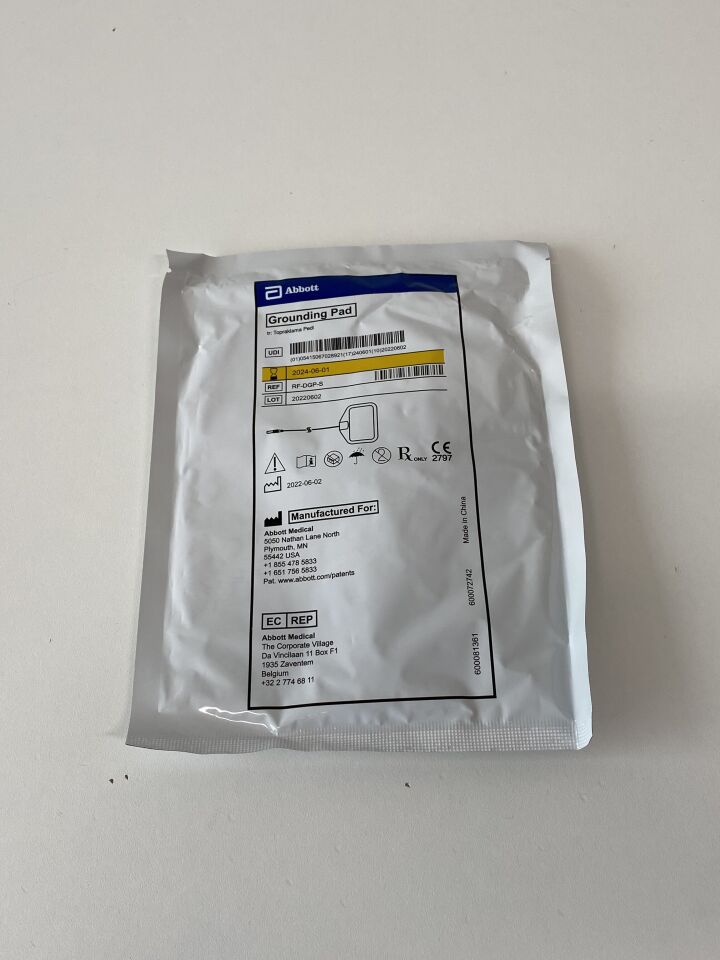 Abbott
Grounding Pad
tr: Topraklama Pedi
UDI
(01)05415067028921(17)240601(10)20220602
2024-06-01
REF RF-DGP-S
LOT 20220602
Rx ONLY CE 2797
2022-06-02
Manufactured For:
Abbott Medical
5050 Nathan Lane North
Plymouth, MN
55442 USA
+1 855 478 5833
+1 651 756 5833
Pat. www.abbott.com/patents
EC REP
Abbott Medical
The Corporate Village
Da Vincilaan 11 Box F1
1935 Zaventem
Belgium
+32 2 774 68 11
Made in China
600072742
600081361